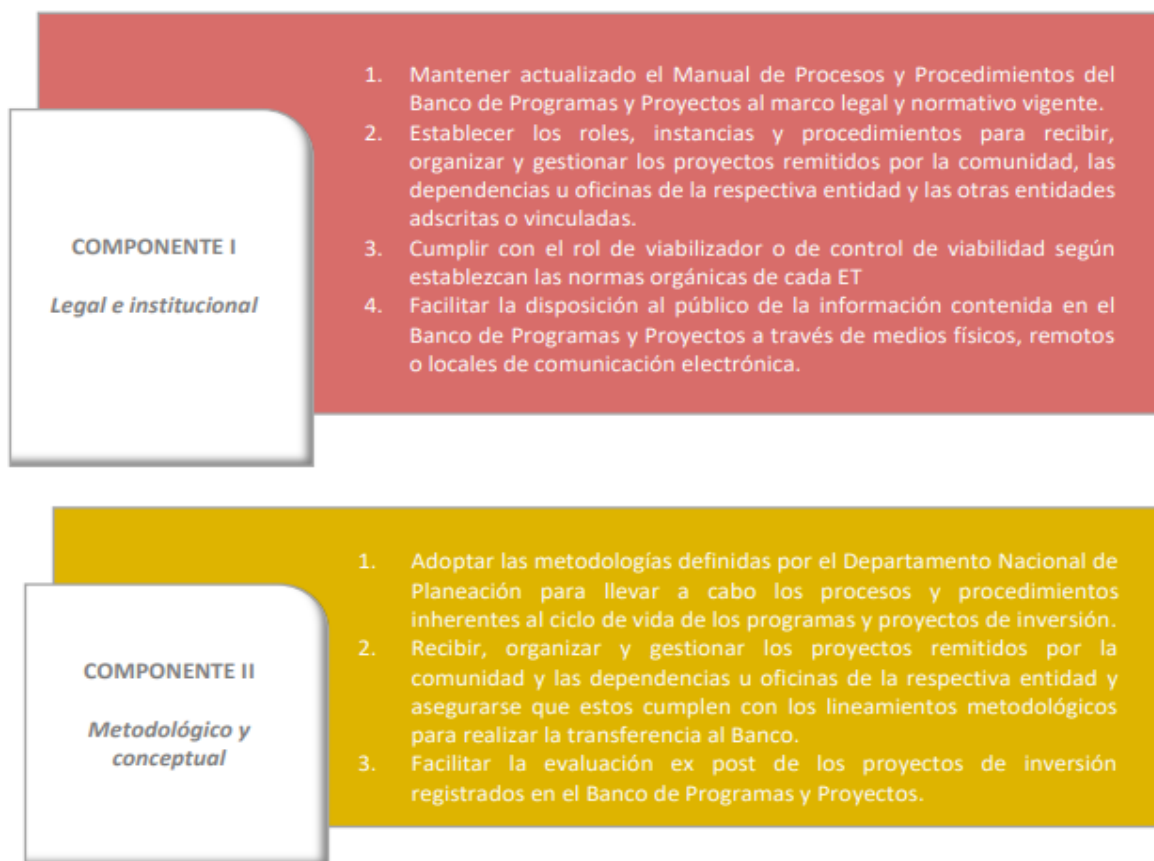 COMPONENTE I
Legal e institucional
1. Mantener actualizado el Manual de Procesos y Procedimientos del
Banco de Programas y Proyectos al marco legal y normativo vigente.
2. Establecer los roles, instancias y procedimientos para recibir,
organizar y gestionar los proyectos remitidos por la comunidad, las
dependencias u oficinas de la respectiva entidad y las otras entidades
adscritas o vinculadas.
3. Cumplir con el rol de viabilizador o de control de viabilidad según
establezcan las normas orgánicas de cada ET
4. Facilitar la disposición al público de la información contenida en el
Banco de Programas y Proyectos a través de medios físicos, remotos
o locales de comunicación electrónica.
COMPONENTE II
Metodológico y
conceptual
1. Adoptar las metodologías definidas por el Departamento Nacional de
Planeación para llevar a cabo los procesos y procedimientos
inherentes al ciclo de vida de los programas y proyectos de inversión.
2. Recibir, organizar y gestionar los proyectos remitidos por la
comunidad y las dependencias u oficinas de la respectiva entidad y
asegurarse que estos cumplen con los lineamientos metodológicos
para realizar la transferencia al Banco.
3. Facilitar la evaluación ex post de los proyectos de inversión
registrados en el Banco de Programas y Proyectos.